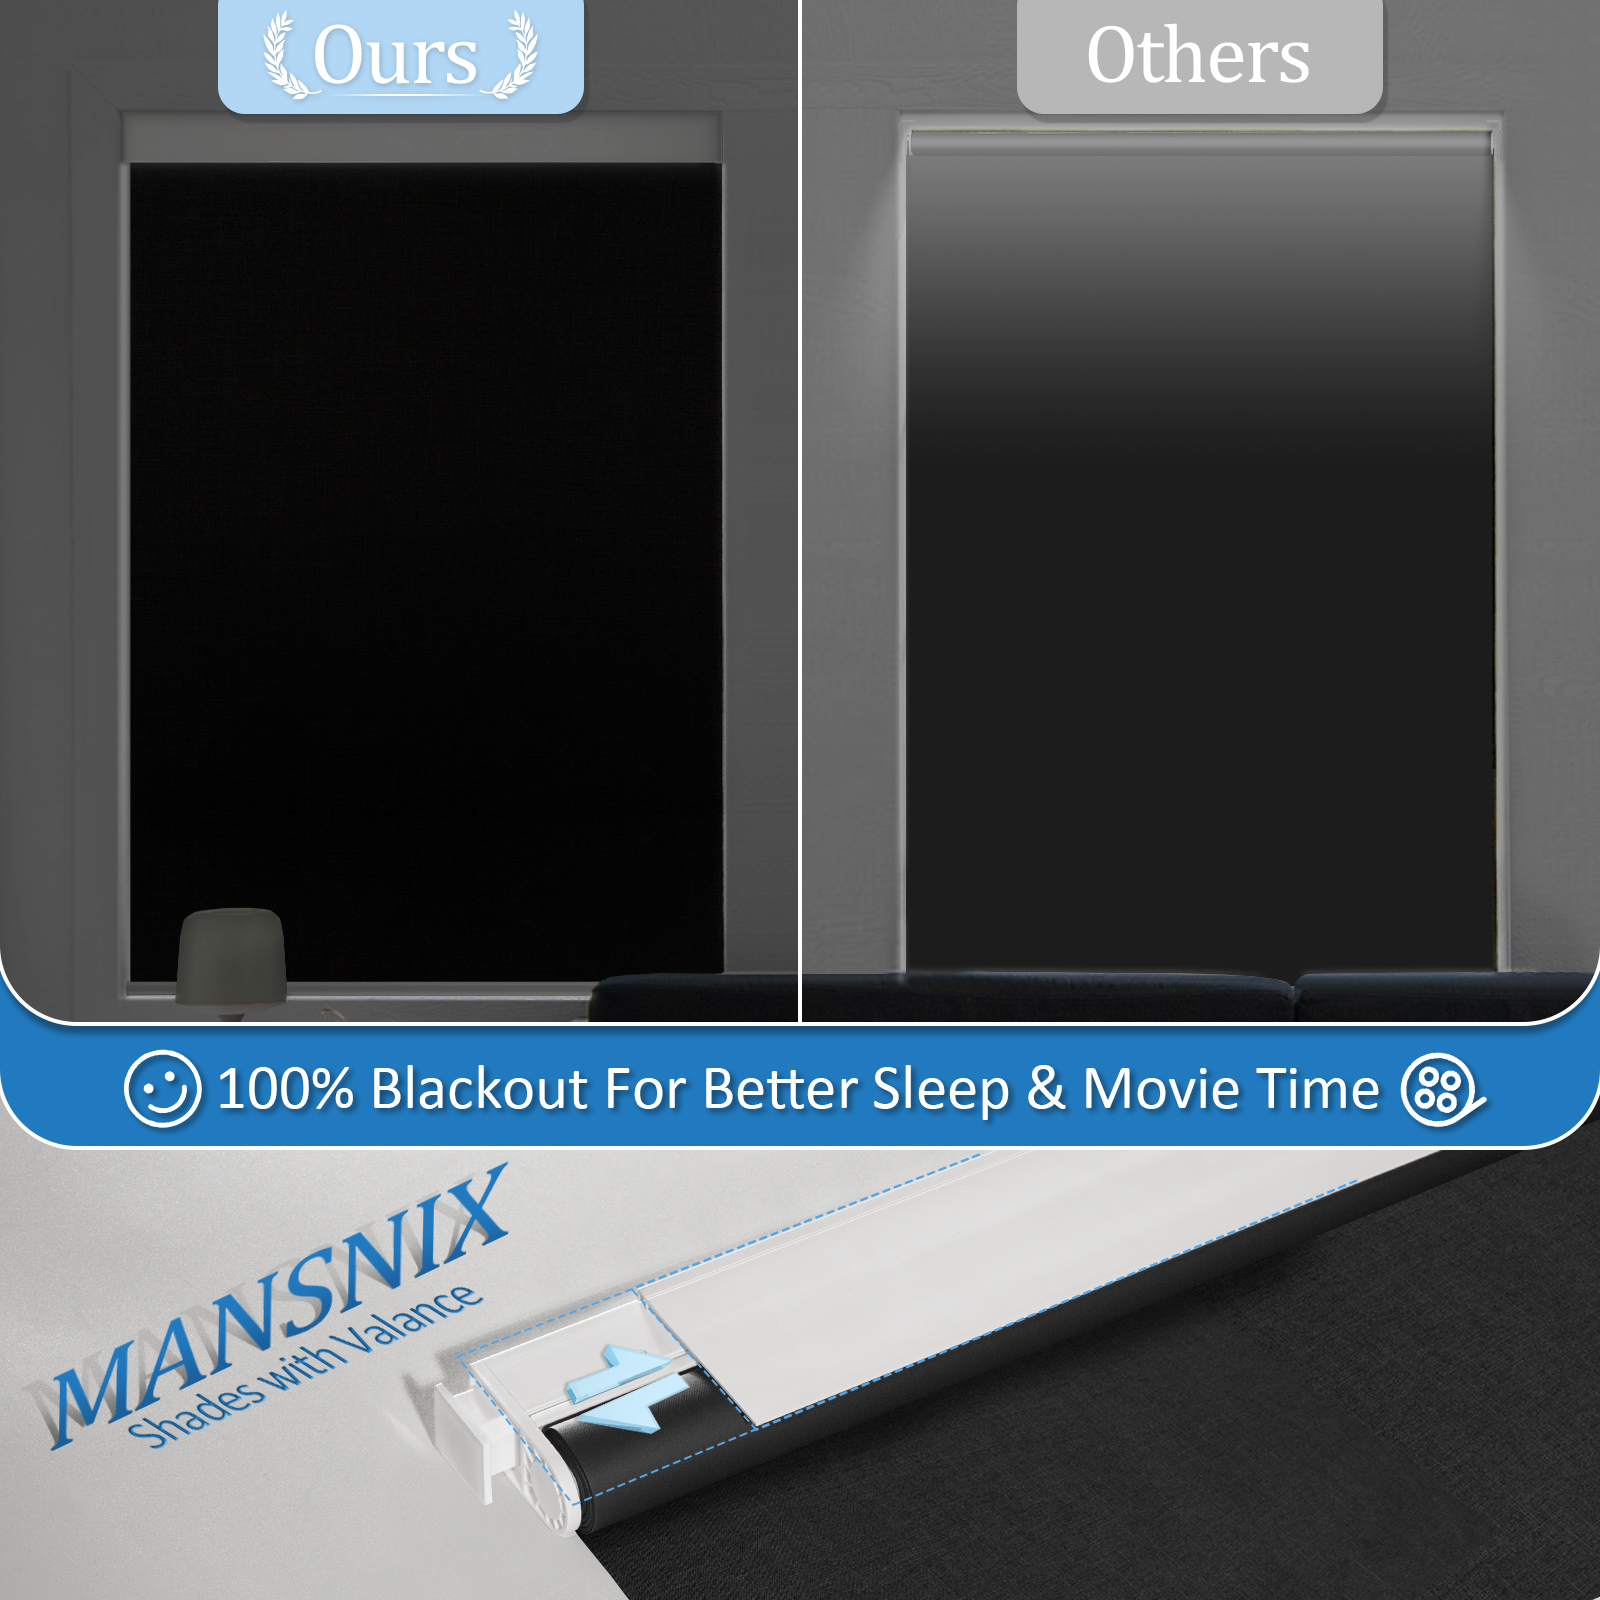 Ours
Others
100% Blackout For Better Sleep & Movie Time
MANSNIX
Shades with Valance